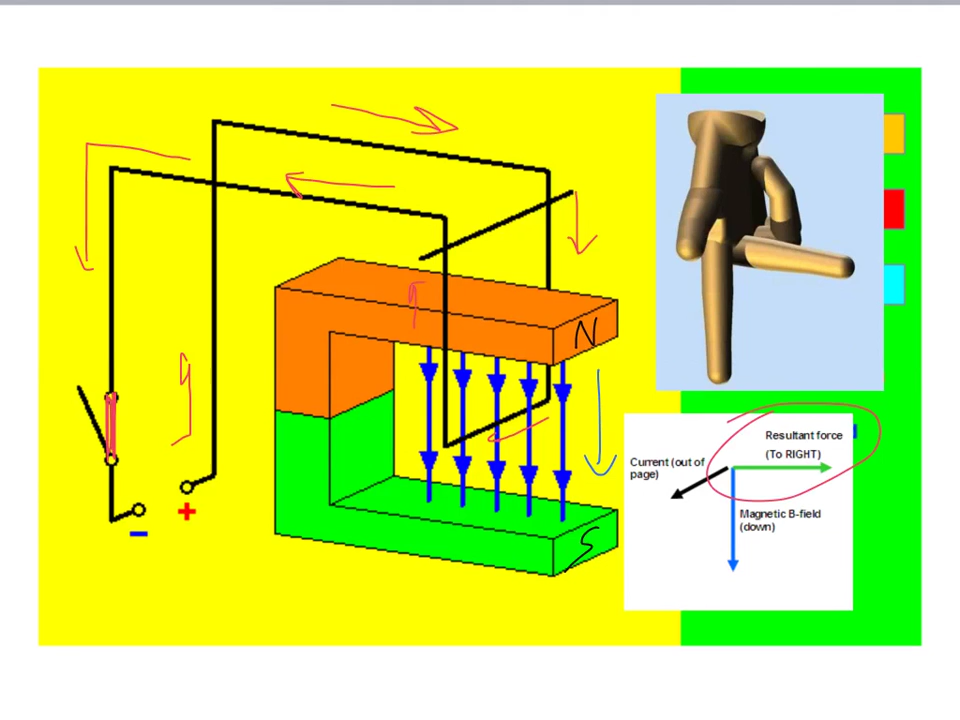 N
S
−
+
Resultant force
(To RIGHT)
Current (out of
page)
Magnetic B-field
(down)